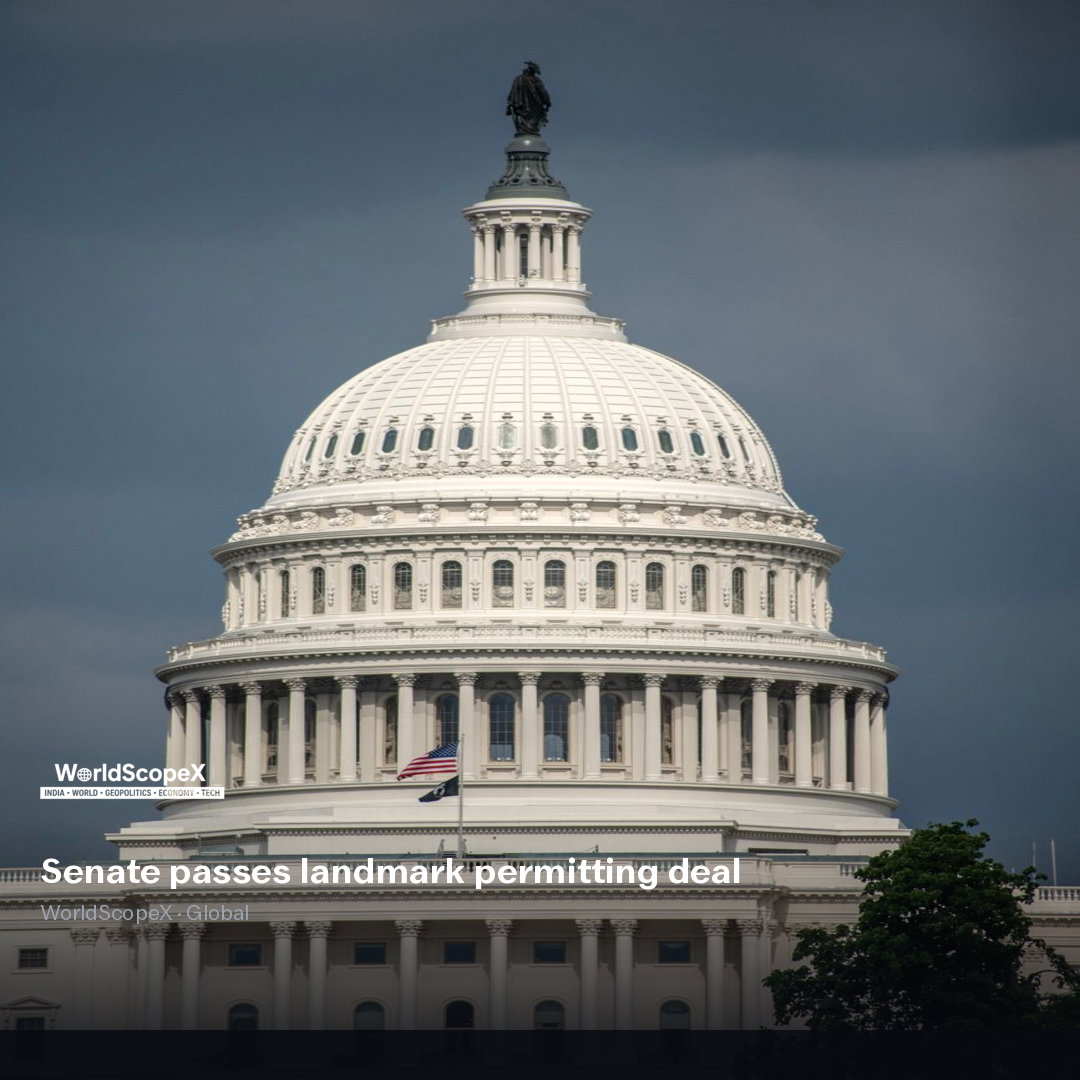 WorldScopeX
INDIA • WORLD • GEOPOLITICS • ECONOMY • TECH
Senate passes landmark permitting deal
WorldScopeX · Global